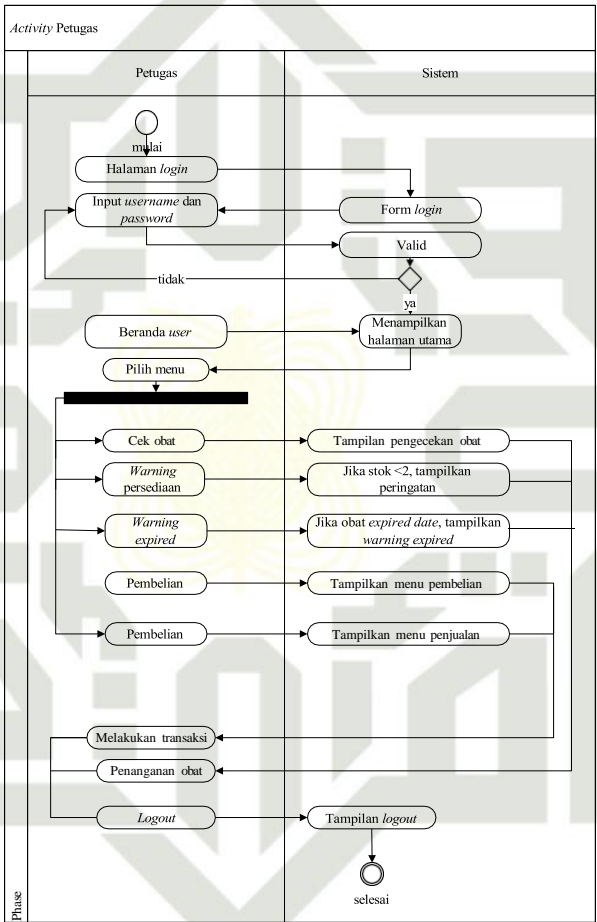 Activity Petugas
Petugas
Sistem
mulai
Halaman login
Input username dan
password
Form login
Valid
tidak
ya
Beranda user
Menampilkan
halaman utama
Pilih menu
Cek obat
Tampilan pengecekan obat
Warning
persediaan
Jika stok <2, tampilkan
peringatan
Warning
expired
Jika obat expired date, tampilkan
warning expired
Pembelian
Tampilkan menu pembelian
Pembelian
Tampilkan menu penjualan
Melakukan transaksi
Penanganan obat
Logout
Tampilan logout
selesai
Phase